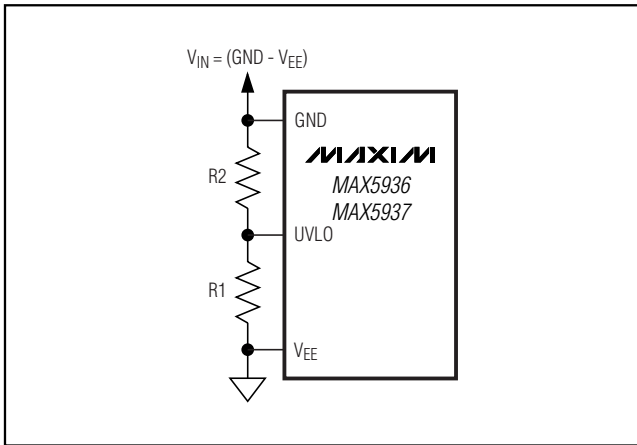 V_IN = (GND - V_EE)
GND
MAXIM
MAX5936
MAX5937
R2
UVLO
R1
V_EE